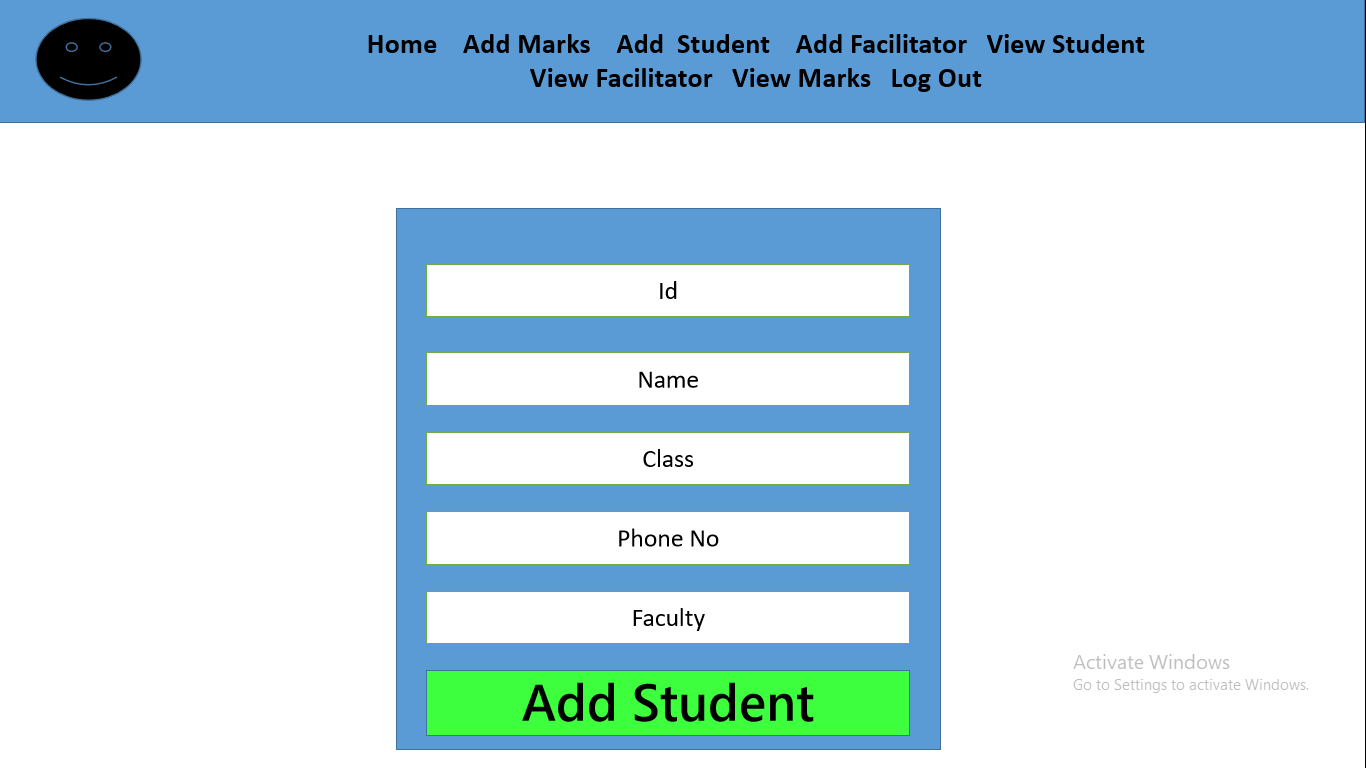 Home Add Marks Add Student Add Facilitator View Student
View Facilitator View Marks Log Out
Id
Name
Class
Phone No
Faculty
Add Student
Activate Windows
Go to Settings to activate Windows.